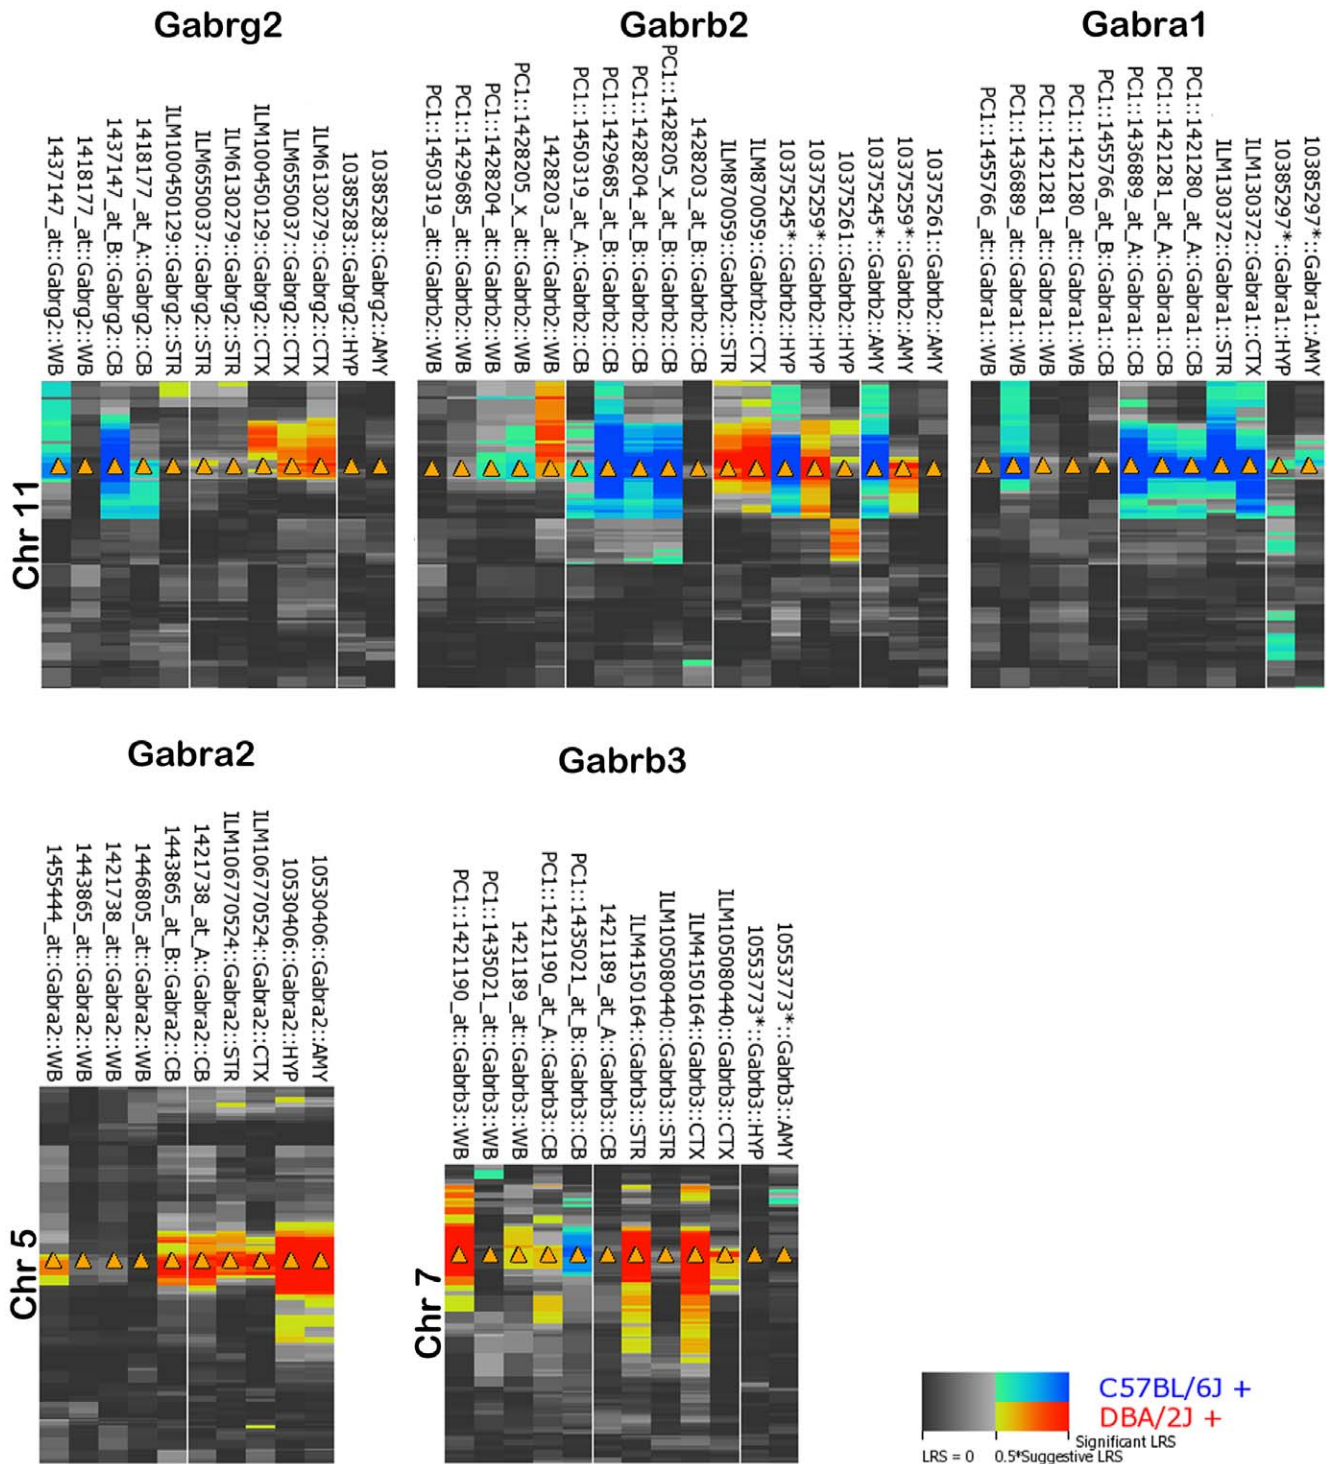 Gabrg2
Gabrb2
Gabra1
1437147_at::Gabrg2::WB
1418177_at::Gabrg2::WB
1437147_at_B::Gabrg2::CB
1418177_at_A::Gabrg2::CB
ILM100450129::Gabrg2::STR
ILM6550037::Gabrg2::STR
ILM6130279::Gabrg2::STR
ILM100450129::Gabrg2::CTX
ILM6550037::Gabrg2::CTX
ILM6130279::Gabrg2::CTX
10385283::Gabrg2::HYP
10385283::Gabrg2::AMY
PC1::1450319_at::Gabrb2::WB
PC1::1429685_at::Gabrb2::WB
PC1::1428204_at::Gabrb2::WB
PC1::1428205_x_at::Gabrb2::WB
1428203_at::Gabrb2::WB
PC1::1450319_at_A::Gabrb2::CB
PC1::1429685_at_B::Gabrb2::CB
PC1::1428204_at_B::Gabrb2::CB
PC1::1428205_x_at_B::Gabrb2::CB
1428203_at_B::Gabrb2::CB
ILM870059::Gabrb2::STR
ILM870059::Gabrb2::CTX
10375245*::Gabrb2::HYP
10375259*::Gabrb2::HYP
10375261::Gabrb2::HYP
10375245*::Gabrb2::AMY
10375259*::Gabrb2::AMY
10375261::Gabrb2::AMY
PC1::1455766_at::Gabra1::WB
PC1::1436889_at::Gabra1::WB
PC1::1421281_at::Gabra1::WB
PC1::1421280_at::Gabra1::WB
PC1::1455766_at_B::Gabra1::CB
PC1::1436889_at_A::Gabra1::CB
PC1::1421281_at_A::Gabra1::CB
PC1::1421280_at_A::Gabra1::CB
ILM130372::Gabra1::STR
ILM130372::Gabra1::CTX
10385297*::Gabra1::HYP
10385297*::Gabra1::AMY
Chr 11
Gabra2
Gabrb3
1455444_at::Gabra2::WB
1443865_at::Gabra2::WB
1421738_at::Gabra2::WB
1446805_at::Gabra2::WB
1443865_at_B::Gabra2::CB
1421738_at_A::Gabra2::CB
ILM106770524::Gabra2::STR
ILM106770524::Gabra2::CTX
10530406::Gabra2::HYP
10530406::Gabra2::AMY
PC1::1421190_at::Gabrb3::WB
PC1::1435021_at::Gabrb3::WB
1421189_at::Gabrb3::WB
PC1::1421190_at_A::Gabrb3::CB
PC1::1435021_at_B::Gabrb3::CB
1421189_at_A::Gabrb3::CB
ILM4150164::Gabrb3::STR
ILM105080440::Gabrb3::STR
ILM4150164::Gabrb3::CTX
ILM105080440::Gabrb3::CTX
10553773*::Gabrb3::HYP
10553773*::Gabrb3::AMY
Chr 5
Chr 7
C57BL/6J +
DBA/2J +
Significant LRS
LRS = 0 0.5*Suggestive LRS